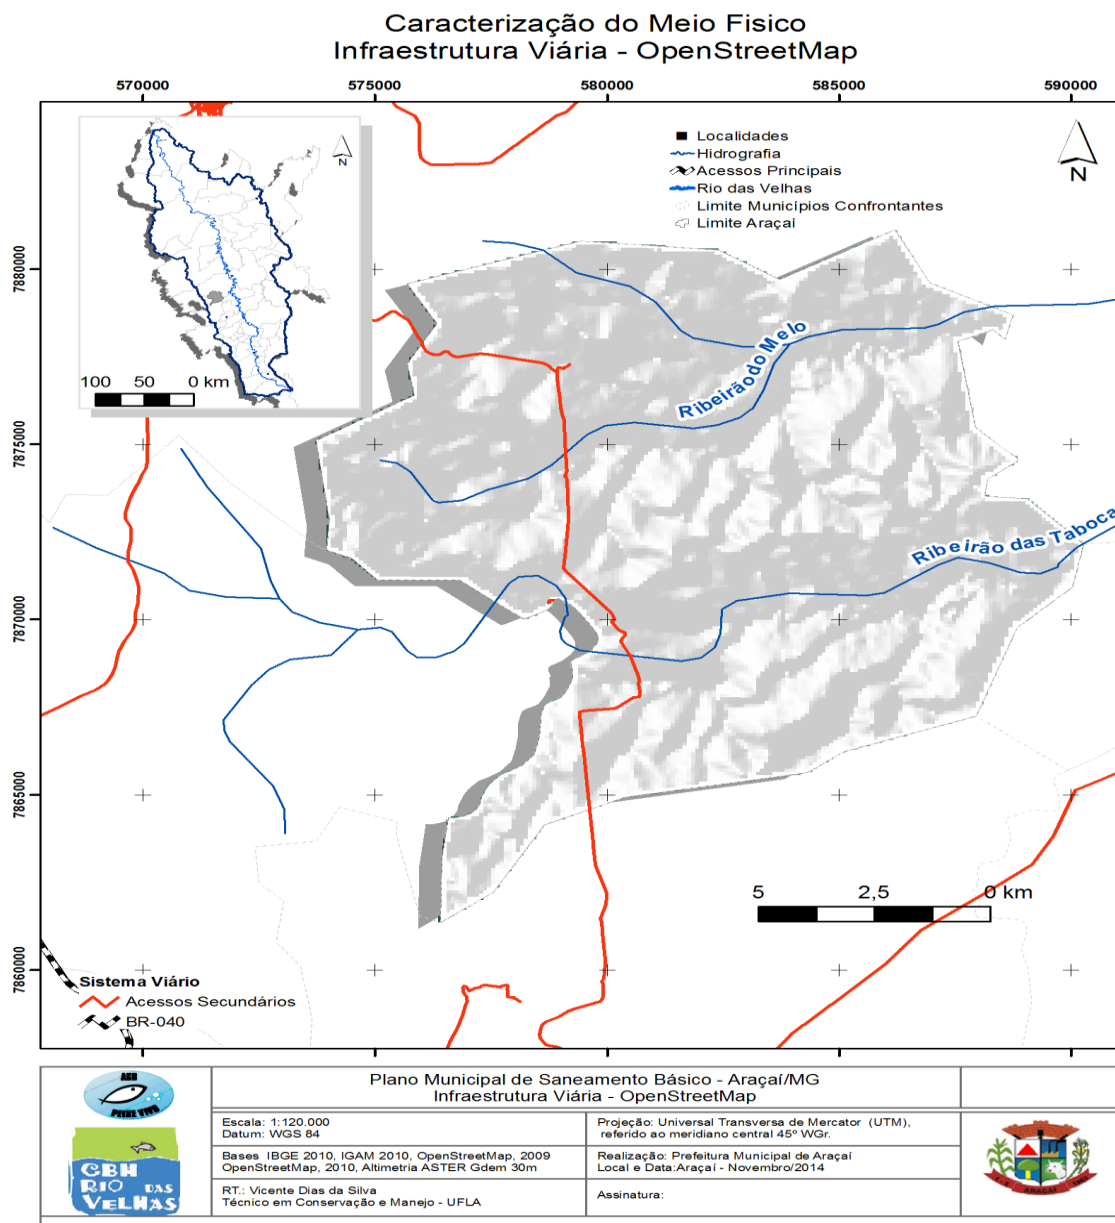 Caracterização do Meio Fisico
Infraestrutura Viária - OpenStreetMap
570000 575000 580000 585000 590000
7880000
7875000
7870000
7865000
7860000
N
100 50 0 km
Localidades
Hidrografia
Acessos Principais
Rio das Velhas
Limite Municípios Confrontantes
Limite Araçaí
N
Ribeirão do Melo
Ribeirão das Taboca
5 2,5 0 km
Sistema Viário
Acessos Secundários
BR-040
AGB
PEIXE VIVO
CBH
RIO DAS
VELHAS
Plano Municipal de Saneamento Básico - Araçaí/MG
Infraestrutura Viária - OpenStreetMap
Escala: 1:120.000
Datum: WGS 84
Projeção: Universal Transversa de Mercator (UTM),
referido ao meridiano central 45º WGr.
Bases IBGE 2010, IGAM 2010, OpenStreetMap, 2009
OpenStreetMap, 2010, Altimetria ASTER Gdem 30m
Realização: Prefeitura Municipal de Araçaí
Local e Data:Araçaí - Novembro/2014
RT.: Vicente Dias da Silva
Técnico em Conservação e Manejo - UFLA
Assinatura:
ARAÇAÍ